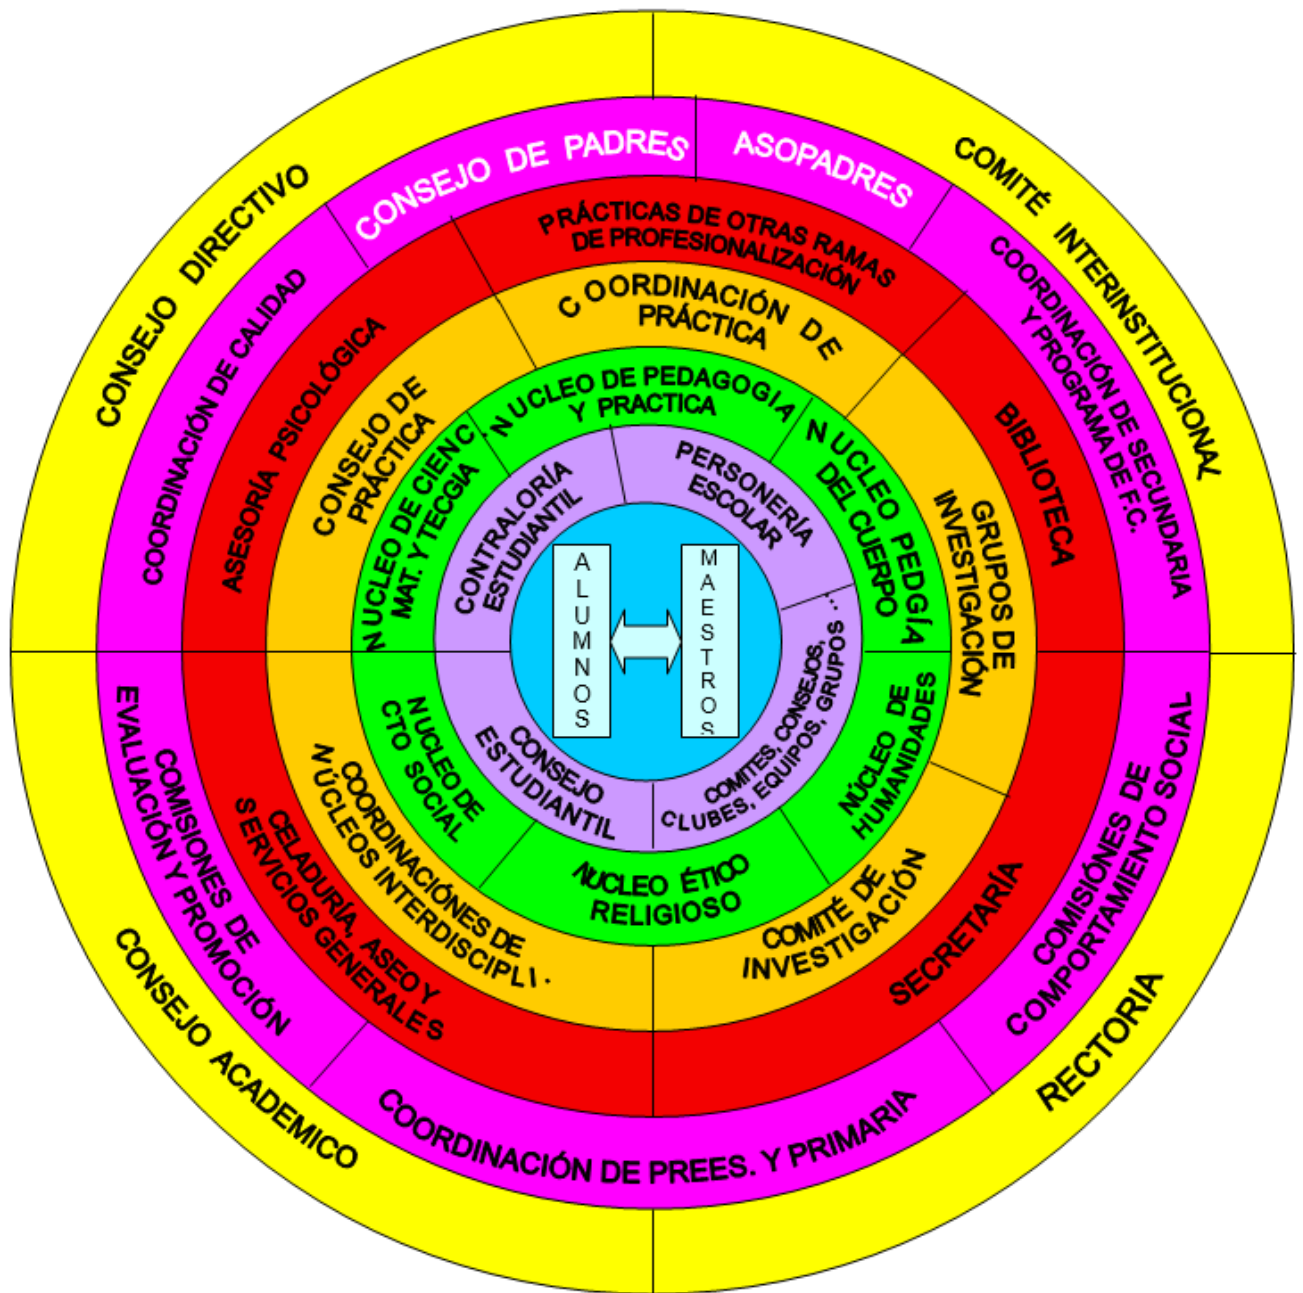 CONSEJO DIRECTIVO
COMITÉ INTERINSTITUCIONAL
RECTORIA
CONSEJO ACADEMICO
CONSEJO DE PADRES
ASOPADRES
COORDINACIÓN DE SECUNDARIA
Y PROGRAMA DE F.C.
COMISIÓNES DE
COMPORTAMIENTO SOCIAL
COORDINACIÓN DE PREES. Y PRIMARIA
COMISIONES DE
EVALUACIÓN Y PROMOCIÓN
COORDINACIÓN DE CALIDAD
PRÁCTICAS DE OTRAS RAMAS
DE PROFESIONALIZACIÓN
BIBLIOTECA
SECRETARÍA
CELADURÍA, ASEO Y
SERVICIOS GENERALES
ASESORÍA PSICOLÓGICA
COORDINACIÓN DE
PRÁCTICA
GRUPOS DE
INVESTIGACIÓN
COMITÉ DE
INVESTIGACIÓN
COORDINACIÓNES DE
NÚCLEOS INTERDISCIPLI.
CONSEJO DE
PRÁCTICA
NUCLEO DE PEDAGOGIA
Y PRACTICA
NUCLEO PEDGÍA
DEL CUERPO
NÚCLEO DE
HUMANIDADES
NUCLEO ÉTICO
RELIGIOSO
NUCLEO DE
CTO SOCIAL
NUCLEO DE CIENC.
MAT. Y TECGÍA
CONTRALORÍA
ESTUDIANTIL
PERSONERÍA
ESCOLAR
COMITES, CONSEJOS,
CLUBES, EQUIPOS, GRUPOS ...
CONSEJO
ESTUDIANTIL
ALUMNOS
MAESTROS